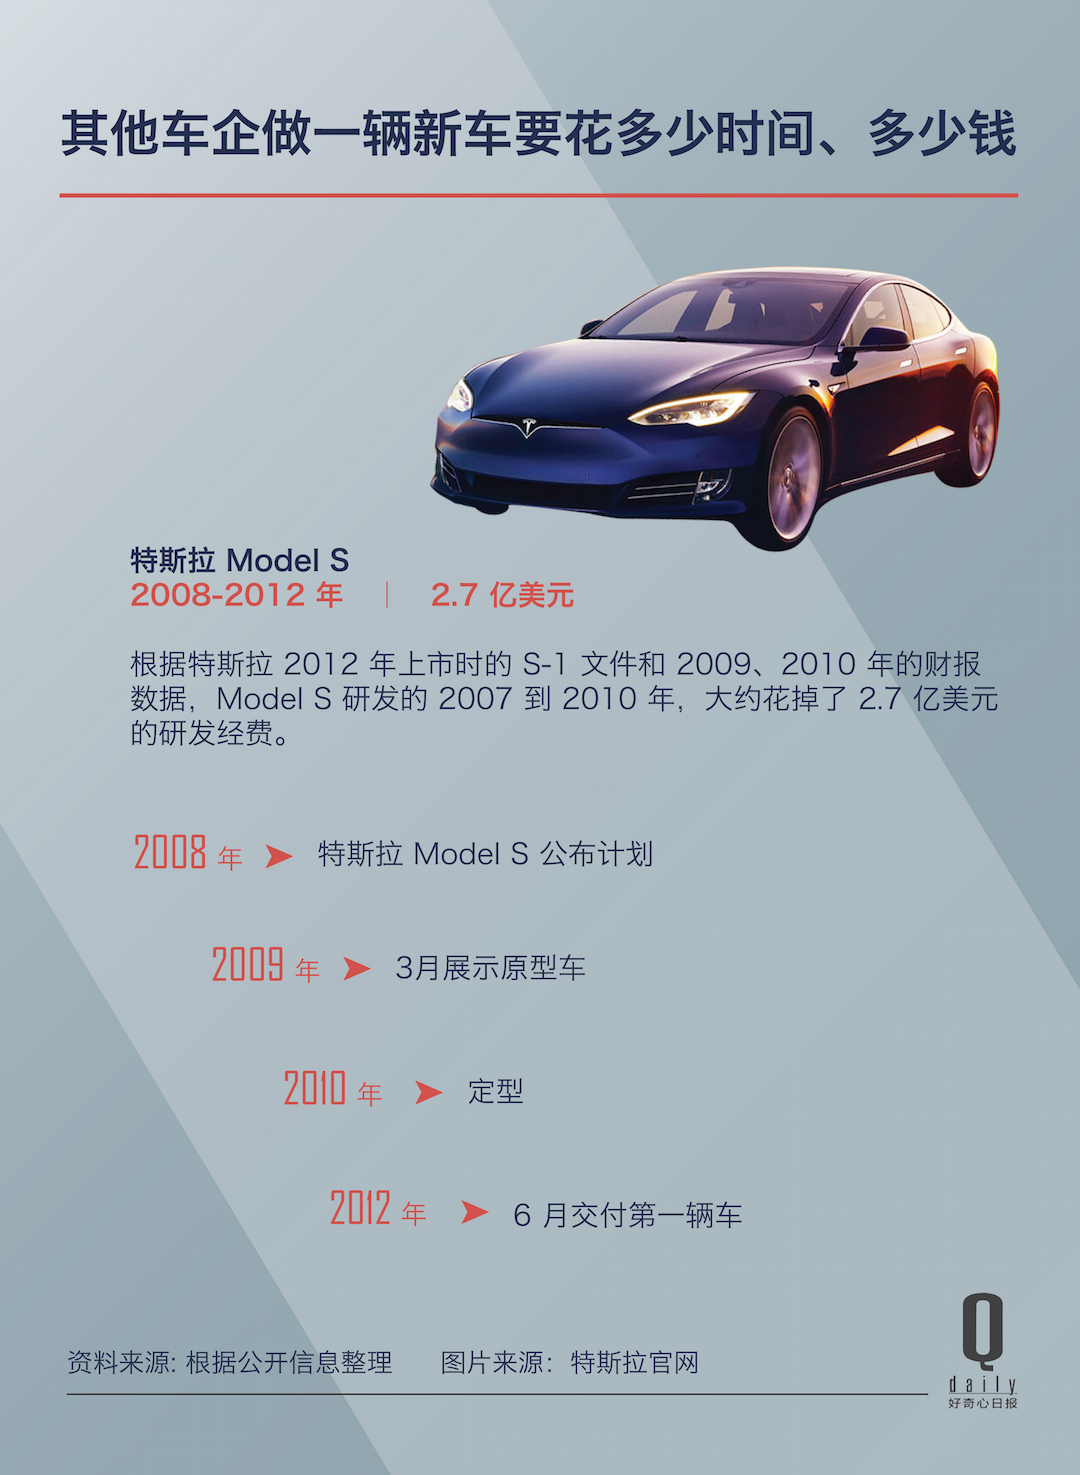 其他车企做一辆新车要花多少时间、多少钱
特斯拉 Model S
2008-2012 年 | 2.7 亿美元
根据特斯拉 2012 年上市时的 S-1 文件和 2009、2010 年的财报
数据，Model S 研发的 2007 到 2010 年，大约花掉了 2.7 亿美元
的研发经费。
2008 年 ➤ 特斯拉 Model S 公布计划
2009 年 ➤ 3月展示原型车
2010 年 ➤ 定型
2012 年 ➤ 6 月交付第一辆车
资料来源: 根据公开信息整理 图片来源：特斯拉官网
Q
daily
好奇心日报